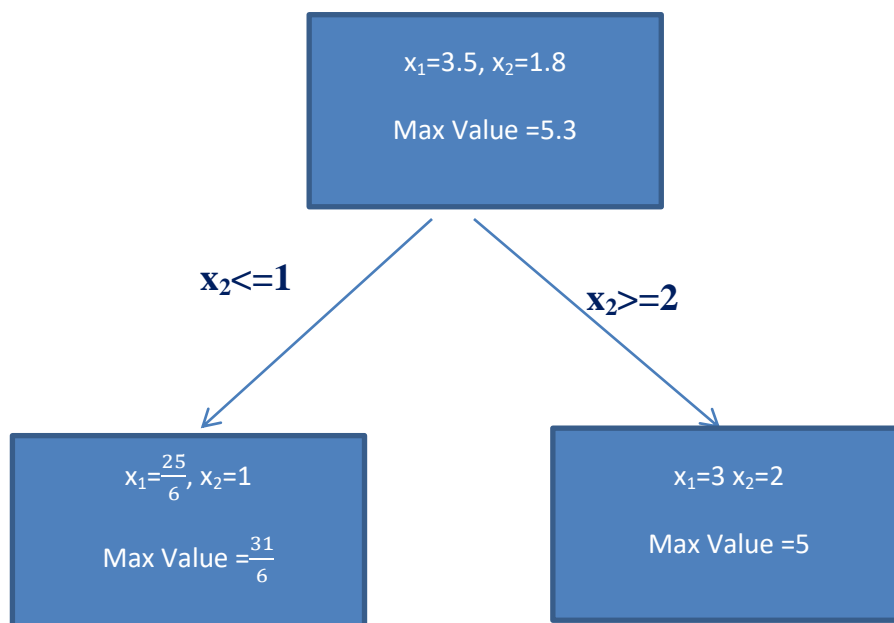 x₁=3.5, x₂=1.8
Max Value =5.3
x₂<=1
x₂>=2
x₁=25/6, x₂=1
Max Value =31/6
x₁=3 x₂=2
Max Value =5